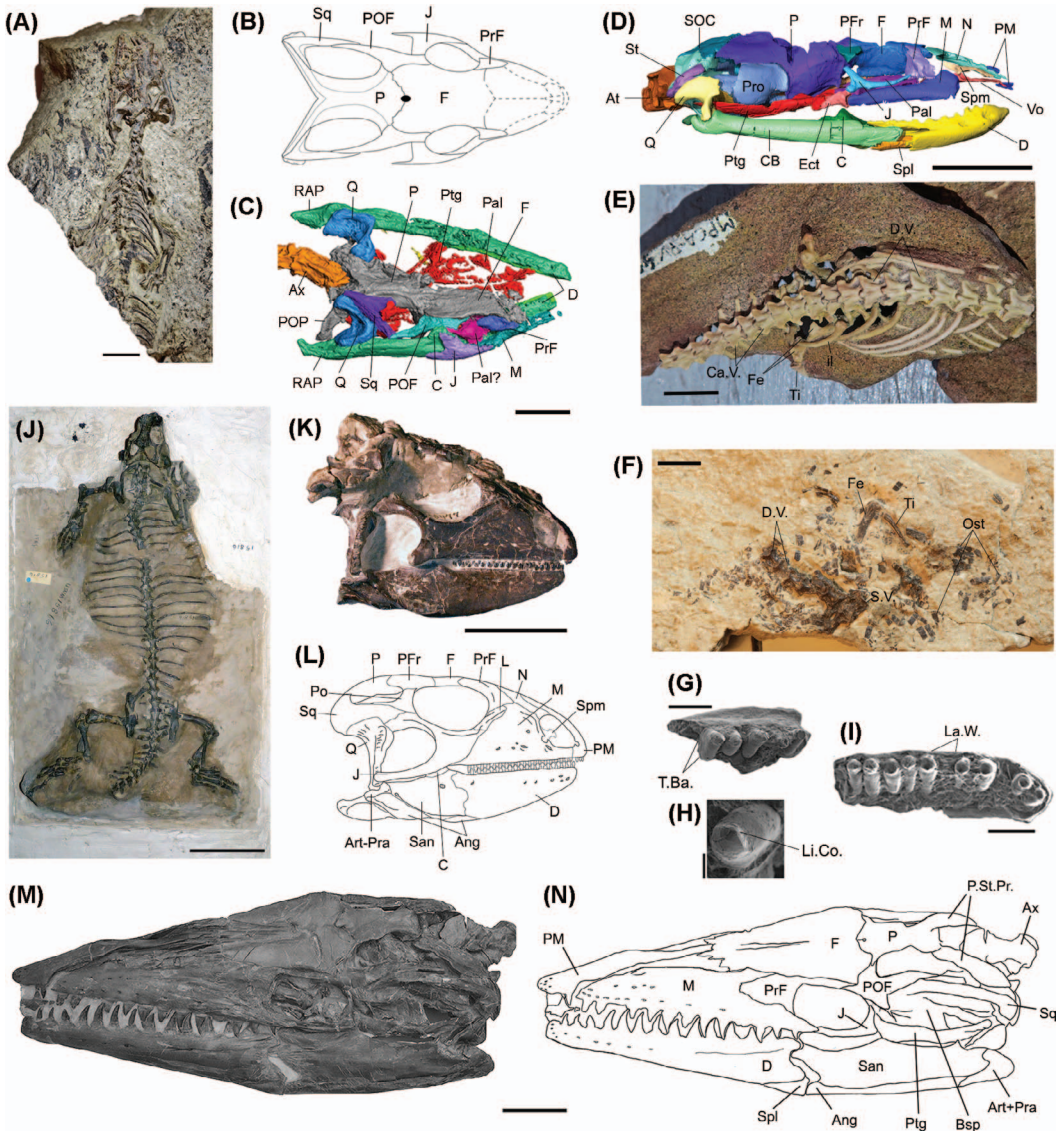 (A)
(B)
Sq
POF
J
PrF
P
F
(C)
RAP
Q
P
Ptg
Pal
F
Ax
D
POP
PrF
RAP
Q
Sq
POF
C
J
Pal?
M
(D)
SOC
P
PFr
F
PrF
M
N
PM
St
At
Pro
Q
J
Pal
Spm
Vo
D
Ptg
CB
Ect
C
Spl
(E)
D.V.
Ca.V.
Fe
Ti
il
(F)
Fe
Ti
D.V.
Ost
S.V.
(G)
T.Ba.
(H)
Li.Co.
(I)
La.W.
(J)
(K)
(L)
P
PFr
F
PrF
L
N
M
Po
Sq
Spm
Q
PM
J
D
Art-Pra
San
Ang
C
(M)
(N)
P.St.Pr.
Ax
PM
F
P
M
PrF
POF
J
Sq
D
San
Spl
Ang
Ptg
Bsp
Art+Pra